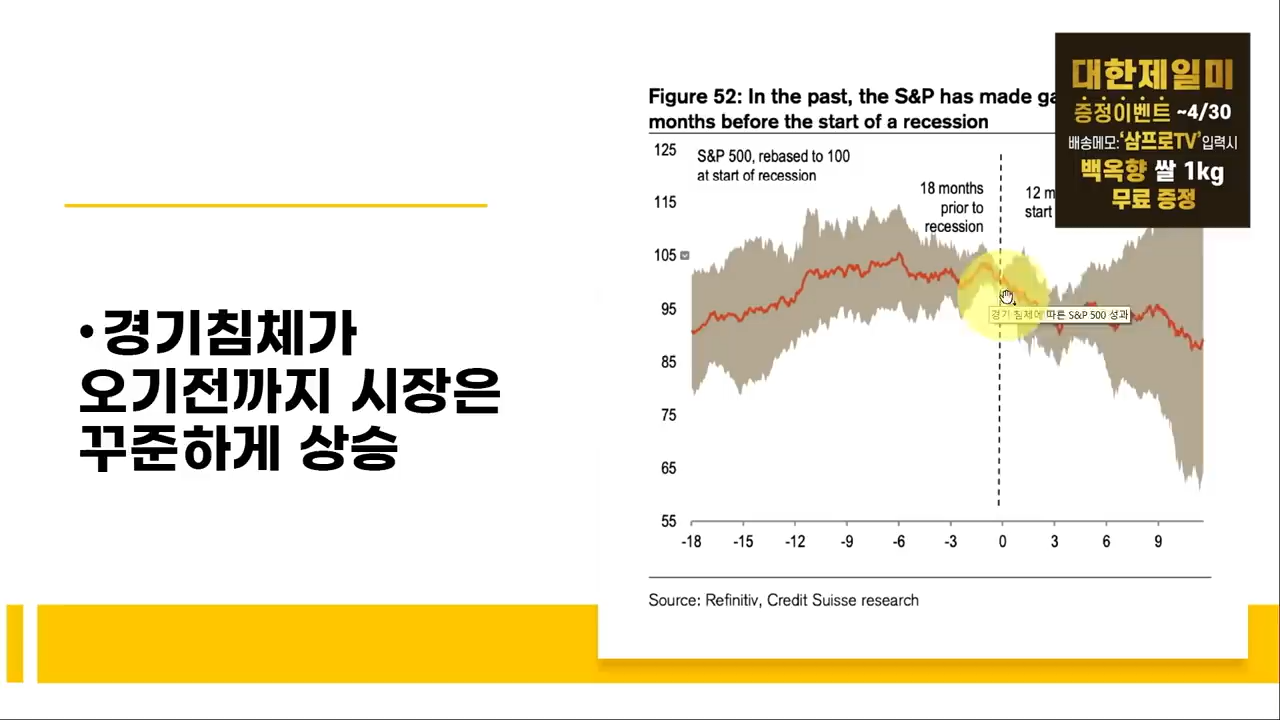 • 경기침체가
오기전까지 시장은
꾸준하게 상승
Figure 52: In the past, the S&P has made
months before the start of a recession
125
S&P 500, rebased to 100
at start of recession
115
18 months
prior to
recession
12
start
105
95
경기 침체에 따른 S&P 500 성과
85
75
65
55
-18 -15 -12 -9 -6 -3 0 3 6 9
Source: Refinitiv, Credit Suisse research
대한제일미
증정이벤트 ~4/30
배송메모:'삼프로TV'입력시
백옥향 쌀 1kg
무료 증정